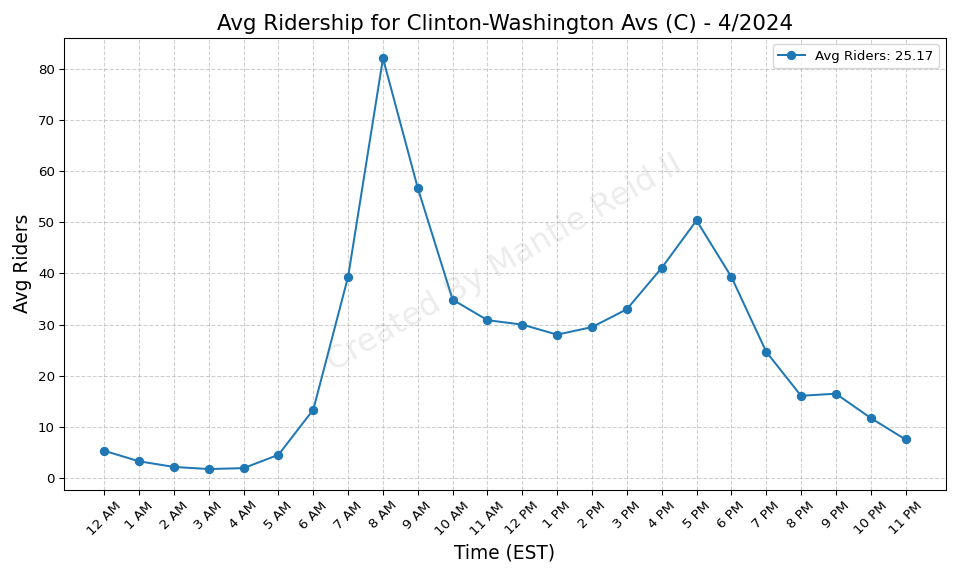 Avg Ridership for Clinton-Washington Avs (C) - 4/2024
Avg Riders: 25.17
80
70
60
50
40
30
20
10
0
Avg Riders
Created By Mantie Reid II
12 AM
1 AM
2 AM
3 AM
4 AM
5 AM
6 AM
7 AM
8 AM
9 AM
10 AM
11 AM
12 PM
1 PM
2 PM
3 PM
4 PM
5 PM
6 PM
7 PM
8 PM
9 PM
10 PM
11 PM
Time (EST)